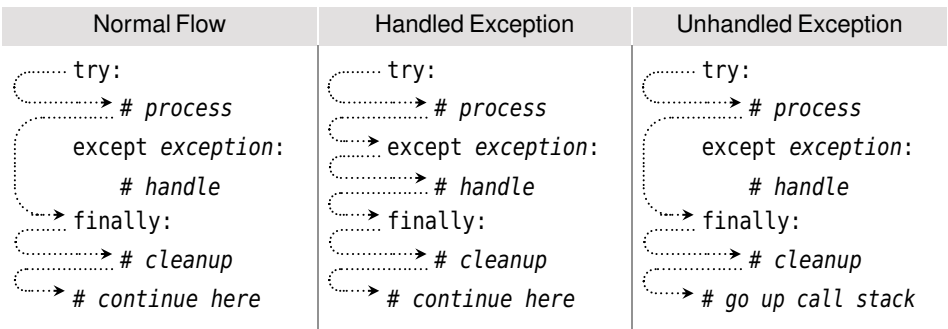 Normal Flow
try:
# process
except exception:
# handle
finally:
# cleanup
# continue here
Handled Exception
try:
# process
except exception:
# handle
finally:
# cleanup
# continue here
Unhandled Exception
try:
# process
except exception:
# handle
finally:
# cleanup
# go up call stack